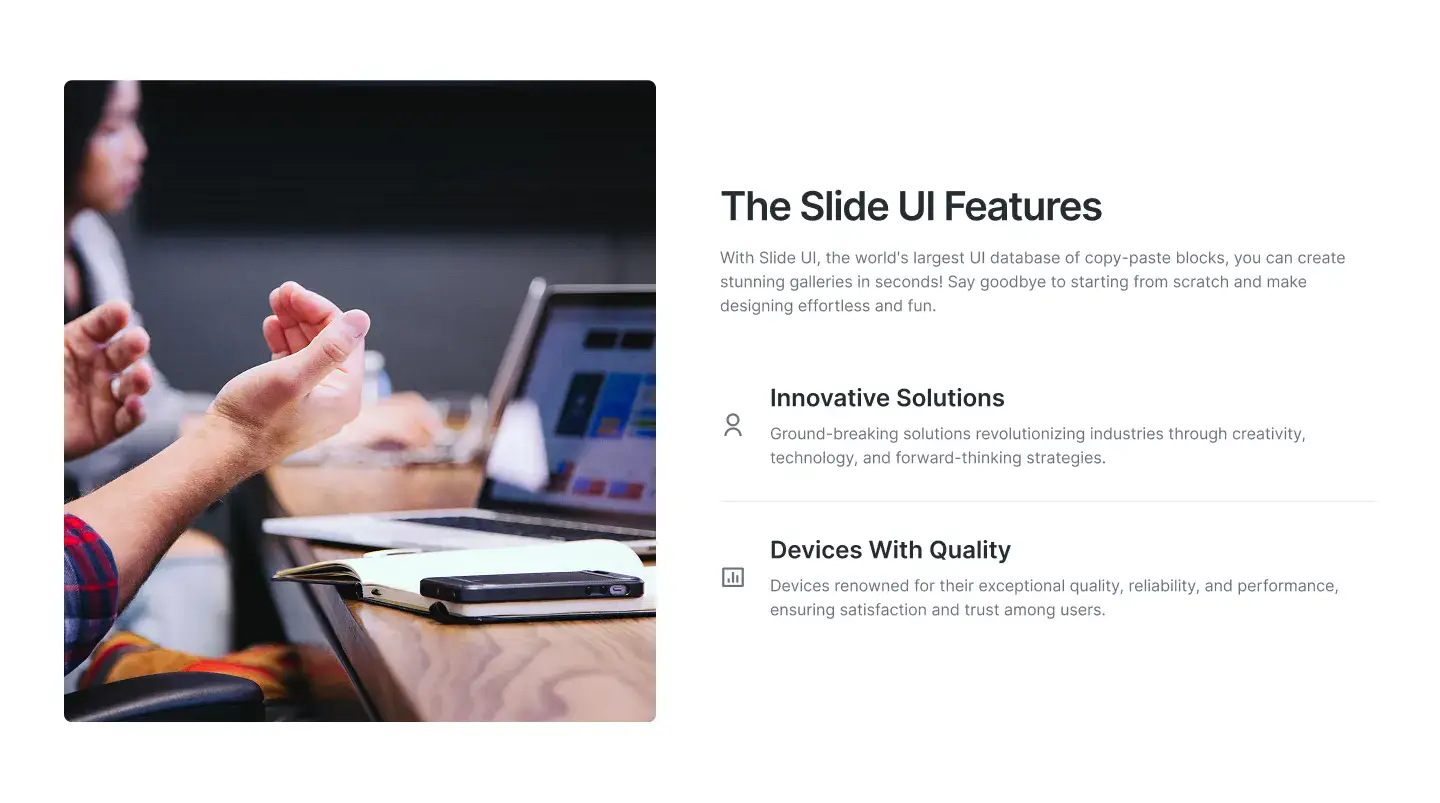 The Slide UI Features
With Slide UI, the world's largest UI database of copy-paste blocks, you can create
stunning galleries in seconds! Say goodbye to starting from scratch and make
designing effortless and fun.
Innovative Solutions
Ground-breaking solutions revolutionizing industries through creativity,
technology, and forward-thinking strategies.
Devices With Quality
Devices renowned for their exceptional quality, reliability, and performance,
ensuring satisfaction and trust among users.